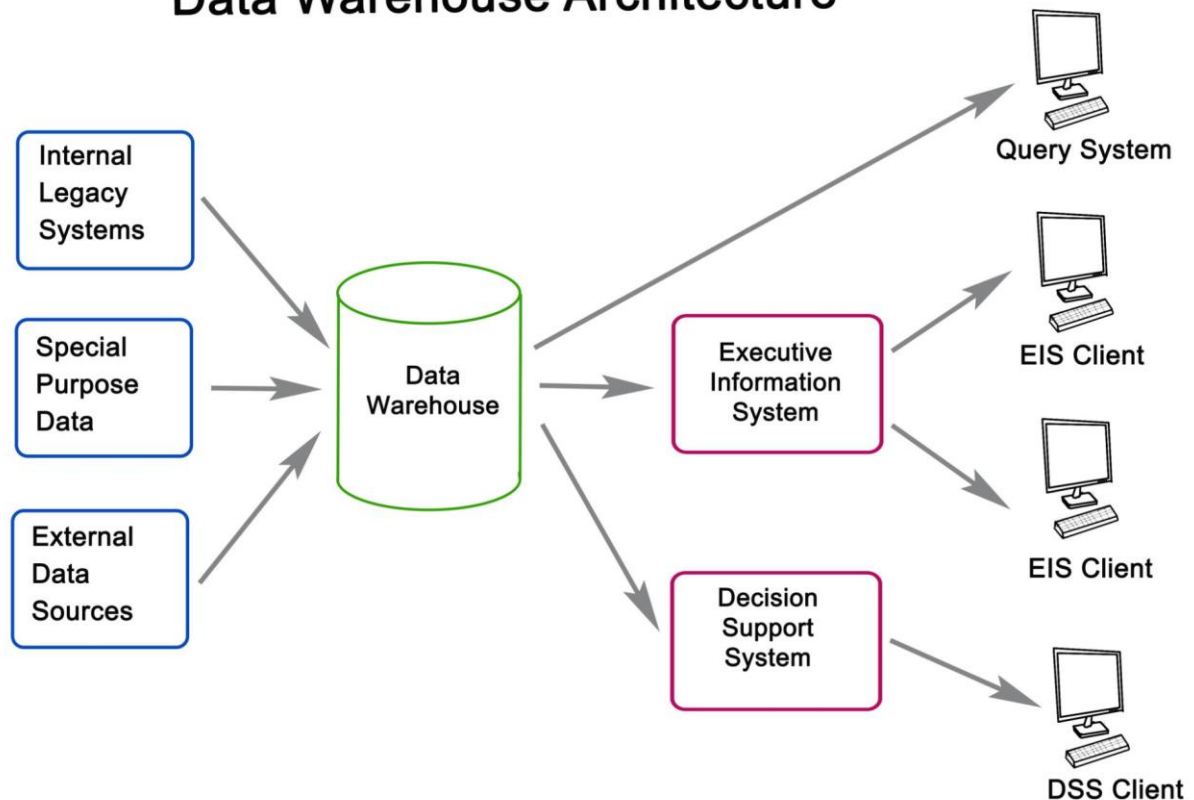 Data Warehouse Architecture
Query System
Internal
Legacy
Systems
Special
Purpose
Data
External
Data
Sources
Data
Warehouse
Executive
Information
System
EIS Client
EIS Client
Decision
Support
System
DSS Client